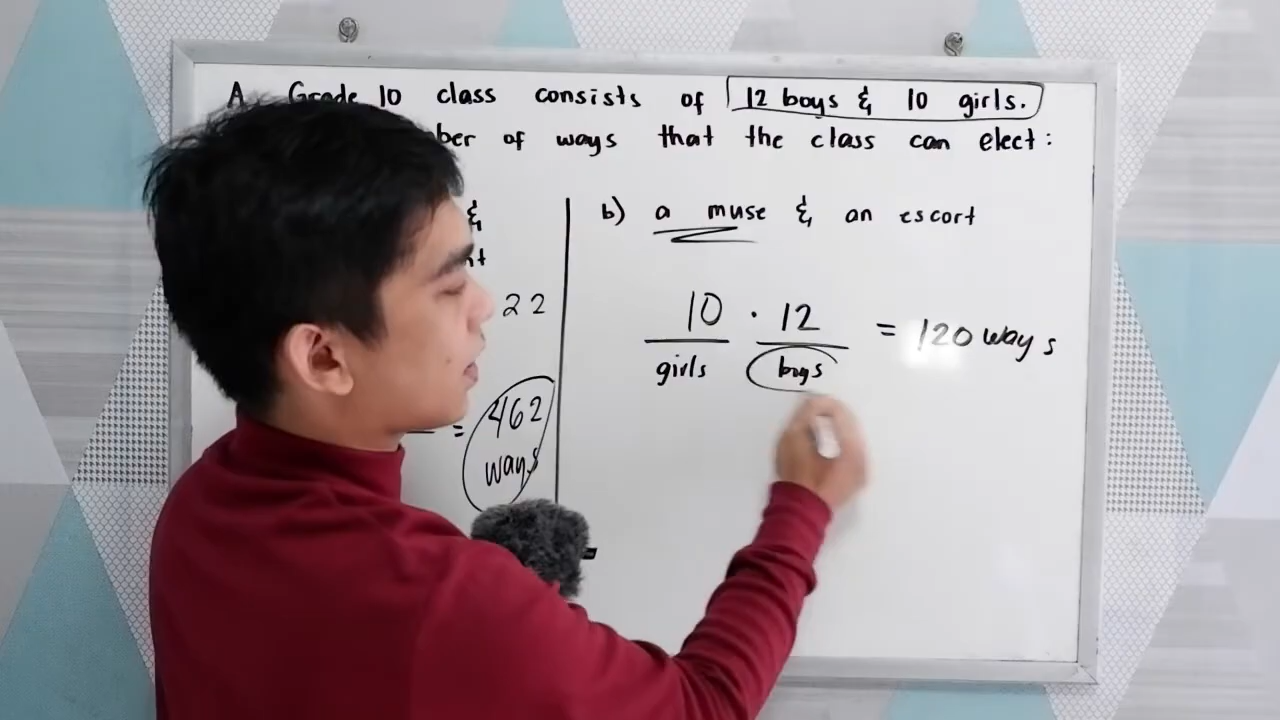 A Grade 10 class consists of 12 boys & 10 girls.
of ways that the class can elect:
&
22
= 462
ways
b) a muse & an escort
10 · 12 = 120 ways
girls boys